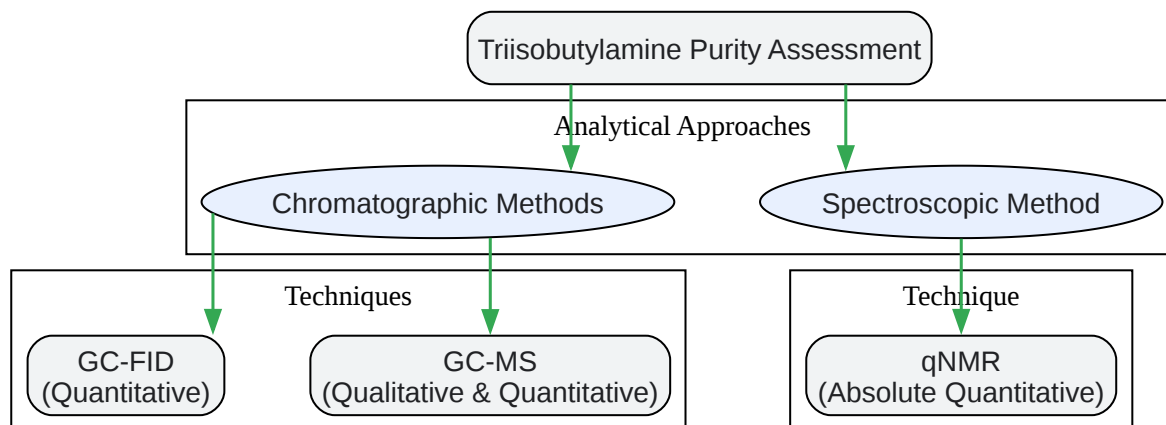 Triisobutylamine Purity Assessment
Analytical Approaches
Chromatographic Methods
Spectroscopic Method
Techniques
Technique
GC-FID
(Quantitative)
GC-MS
(Qualitative & Quantitative)
qNMR
(Absolute Quantitative)